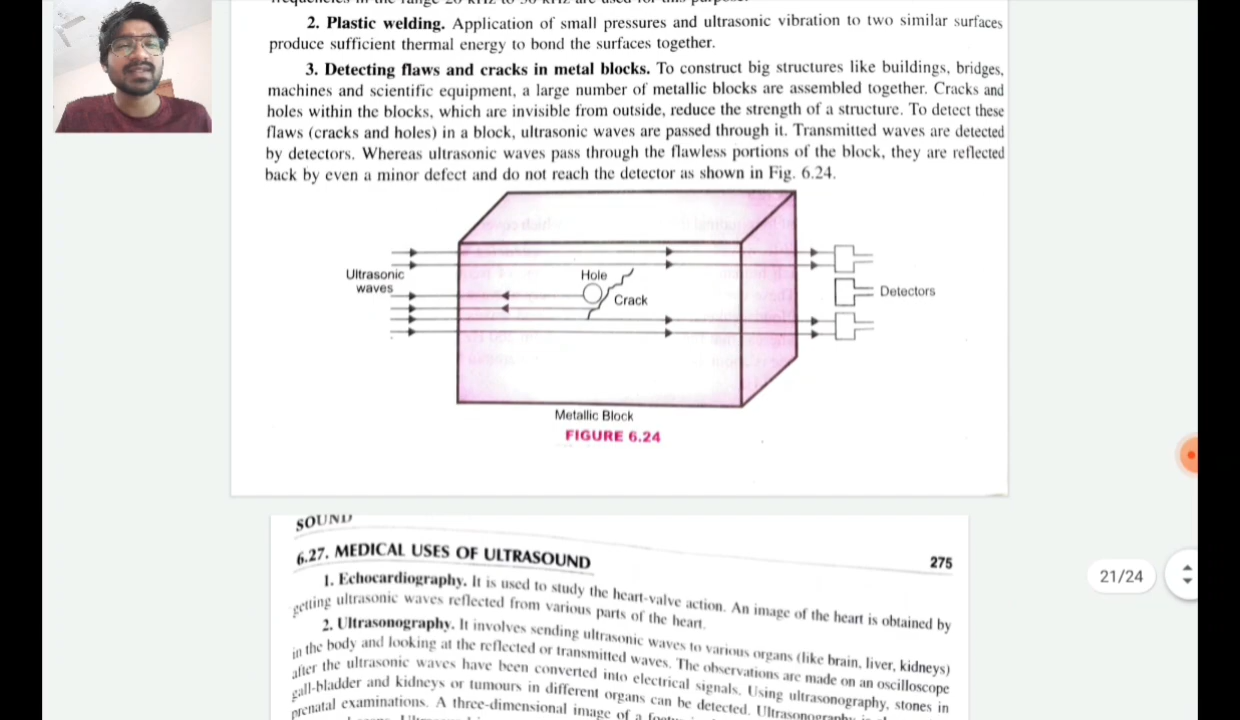 2. Plastic welding. Application of small pressures and ultrasonic vibration to two similar surfaces
produce sufficient thermal energy to bond the surfaces together.
3. Detecting flaws and cracks in metal blocks. To construct big structures like buildings, bridges,
machines and scientific equipment, a large number of metallic blocks are assembled together. Cracks and
holes within the blocks, which are invisible from outside, reduce the strength of a structure. To detect these
flaws (cracks and holes) in a block, ultrasonic waves are passed through it. Transmitted waves are detected
by detectors. Whereas ultrasonic waves pass through the flawless portions of the block, they are reflected
back by even a minor defect and do not reach the detector as shown in Fig. 6.24.
Ultrasonic
waves
Hole
Crack
Detectors
Metallic Block
FIGURE 6.24
SOUND
275
6.27. MEDICAL USES OF ULTRASOUND
1. Echocardiography. It is used to study the heart-valve action. An image of the heart is obtained by
getting ultrasonic waves reflected from various parts of the heart.
2. Ultrasonography. It involves sending ultrasonic waves to various organs (like brain, liver, kidneys)
in the body and looking at the reflected or transmitted waves. The observations are made on an oscilloscope
after the ultrasonic waves have been converted into electrical signals. Using ultrasonography, stones in
gall-bladder and kidneys or tumours in different organs can be detected. Ultrasonography is
prenatal examinations. A three-dimensional image of a
21/24